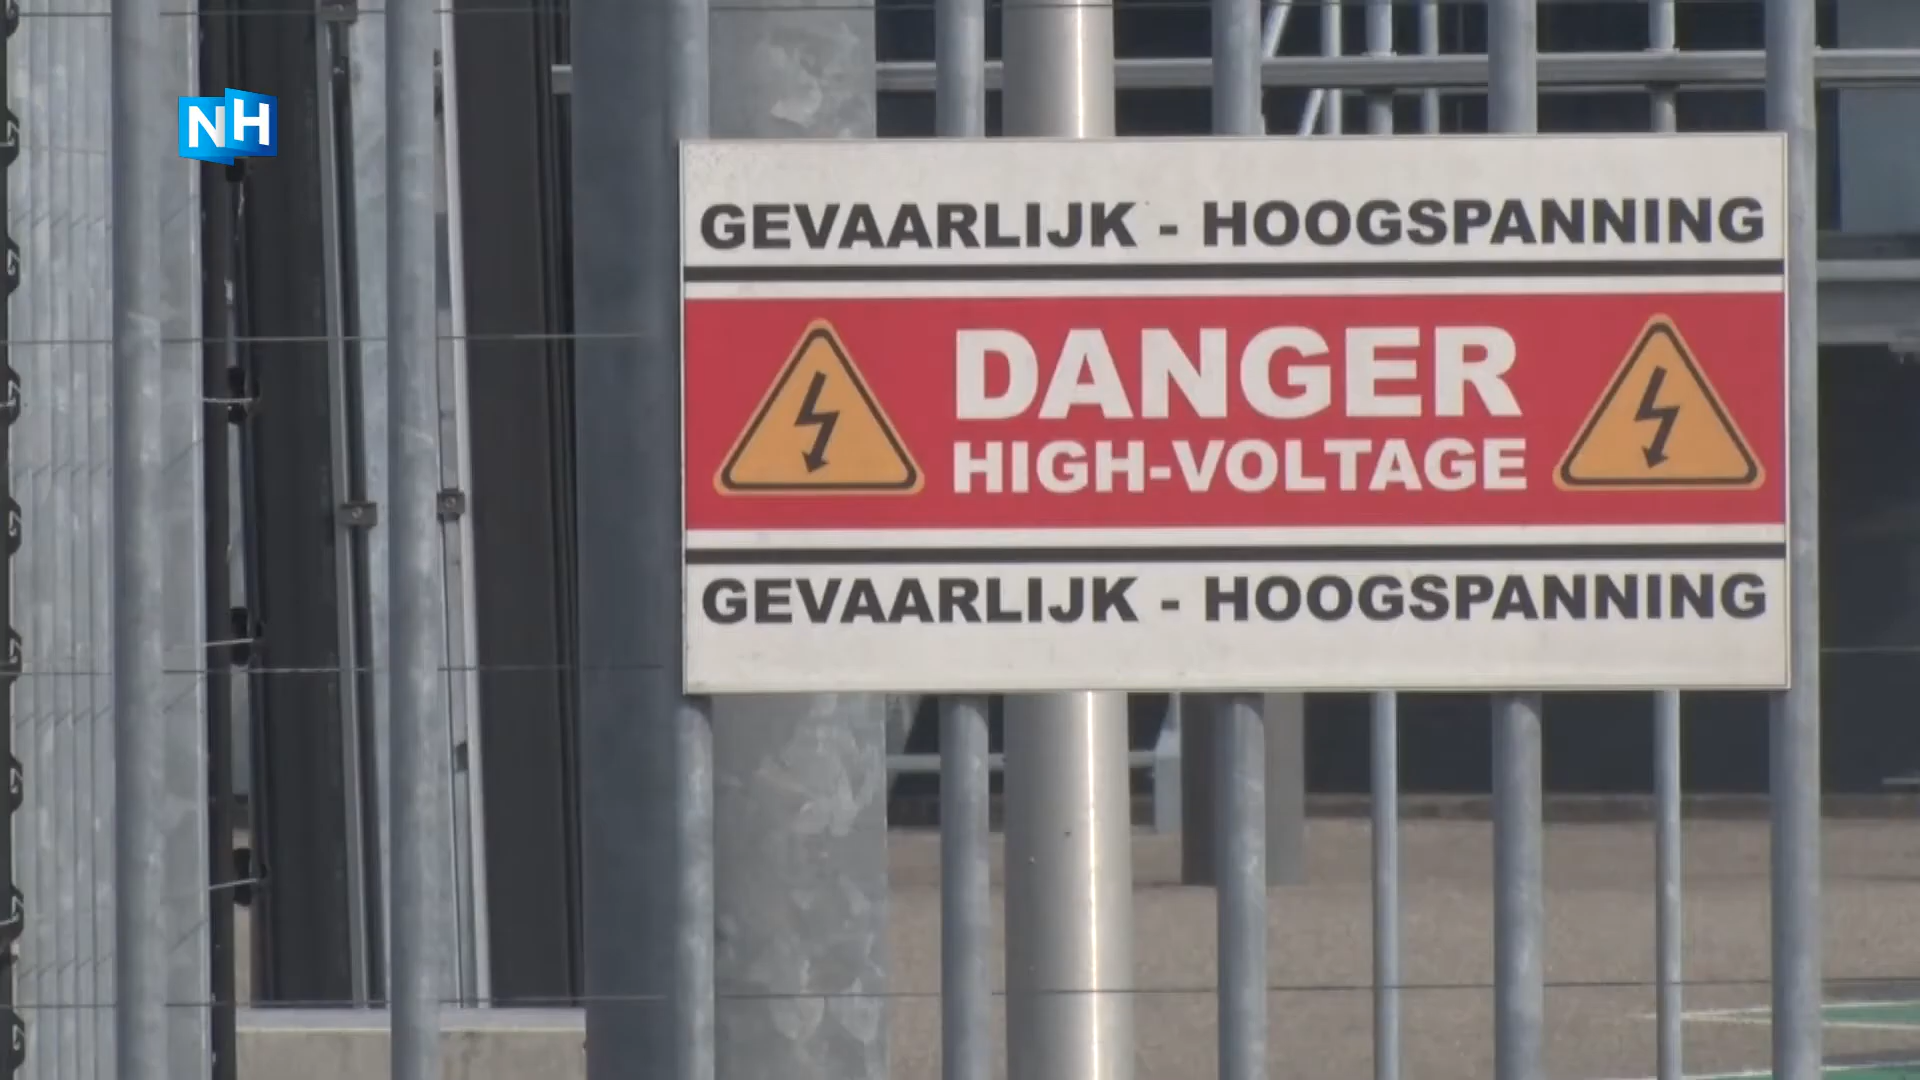 NH
GEVAARLIJK - HOOGSPANNING
DANGER
HIGH-VOLTAGE
GEVAARLIJK - HOOGSPANNING